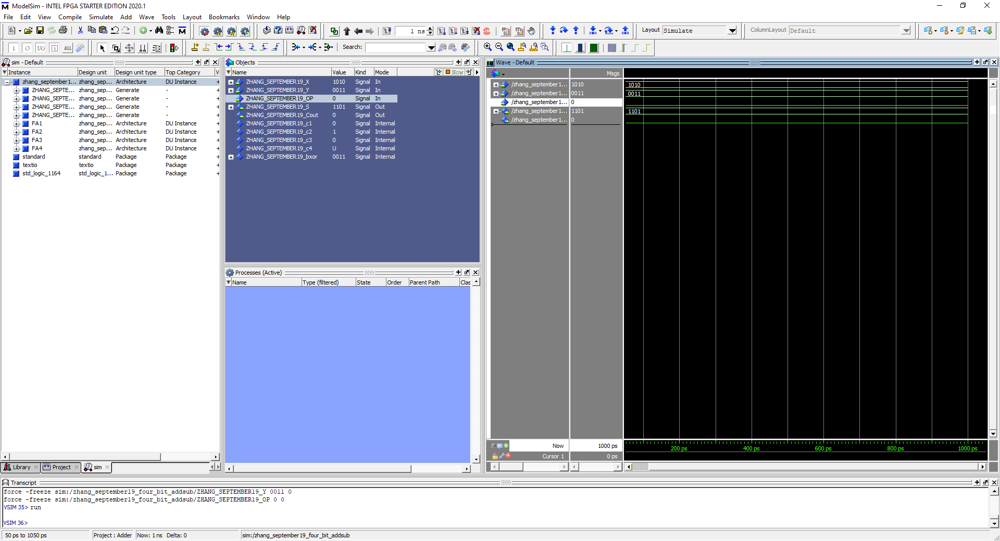 ModelSim - INTEL FPGA STARTER EDITION 2020.1
File Edit View Compile Simulate Add Wave Tools Layout Bookmarks Window Help
1 ns
Layout Simulate
ColumnLayout Default
Search:
sim - Default
Instance Design unit Design unit type Top Category
zhang_september1... zhang_sep... Architecture DU Instance
ZHANG_SEPTE... zhang_sep... Generate -
ZHANG_SEPTE... zhang_sep... Generate -
ZHANG_SEPTE... zhang_sep... Generate -
ZHANG_SEPTE... zhang_sep... Generate -
FA1 zhang_sep... Architecture DU Instance
FA2 zhang_sep... Architecture DU Instance
FA3 zhang_sep... Architecture DU Instance
FA4 zhang_sep... Architecture DU Instance
standard standard Package Package
textio textio Package Package
std_logic_1164 std_logic_1... Package Package
Library Project sim
Objects
Name Value Kind Mode Now
ZHANG_SEPTEMBER19_X 1010 Signal In
ZHANG_SEPTEMBER19_Y 0011 Signal In
ZHANG_SEPTEMBER19_OP 0 Signal In
ZHANG_SEPTEMBER19_S 1101 Signal Out
ZHANG_SEPTEMBER19_Cout 0 Signal Out
ZHANG_SEPTEMBER19_c1 0 Signal Internal
ZHANG_SEPTEMBER19_c2 1 Signal Internal
ZHANG_SEPTEMBER19_c3 0 Signal Internal
ZHANG_SEPTEMBER19_c4 U Signal Internal
ZHANG_SEPTEMBER19_bxor 0011 Signal Internal
Processes (Active)
Name Type (filtered) State Order Parent Path Clas
Wave - Default
Msgs
/zhang_september1... 1010 1010
/zhang_september1... 0011 0011
/zhang_september1... 0
/zhang_september1... 1101 1101
/zhang_september1... 0
Now 1000 ps
200 ps 400 ps 600 ps 800 ps 1000 ps
Cursor 1 0 ps
Transcript
force -freeze sim:/zhang_september19_four_bit_addsub/ZHANG_SEPTEMBER19_Y 0011 0
force -freeze sim:/zhang_september19_four_bit_addsub/ZHANG_SEPTEMBER19_OP 0 0
VSIM 35> run
VSIM 36>
50 ps to 1050 ps Project : Adder Now: 1 ns Delta: 0 sim:/zhang_september19_four_bit_addsub